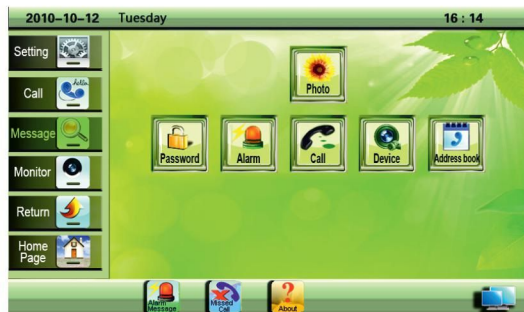 2010-10-12 Tuesday 16 : 14
Setting
Call
Message
Monitor
Return
Home
Page
Photo
Password Alarm Call Device Address book
Alarm
Message
Missed
Call
About